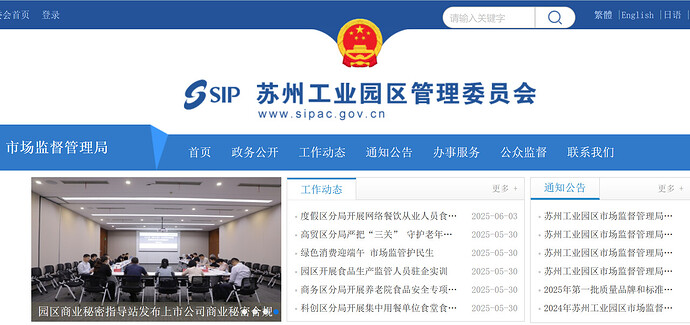 委会首页 登录
请输入关键字
繁體 |English |日语 |
SIP 苏州工业园区管理委员会
www.sipac.gov.cn
市场监督管理局
首页 政务公开 工作动态 通知公告 办事服务 公众监督 联系我们
工作动态 更多 +
度假区分局开展网络餐饮从业人员食… 2025-06-03
高贸区分局严把“三关” 守护老年… 2025-05-30
绿色消费迎端午 市场监管护民生 2025-05-30
园区开展食品生产监管人员驻企实训 2025-05-30
商务区分局开展养老院食品安全专项… 2025-05-30
科创区分局开展集中用餐单位食堂食… 2025-05-30
园区商业秘密指导站发布上市公司商业秘密合规
通知公告 更多 +
苏州工业园区市场监督管理局…
苏州工业园区市场监督管理局…
苏州工业园区市场监督管理局…
苏州工业园区市场监督管理局…
2025年第一批质量品牌和标准…
2024年苏州工业园区市场监督…